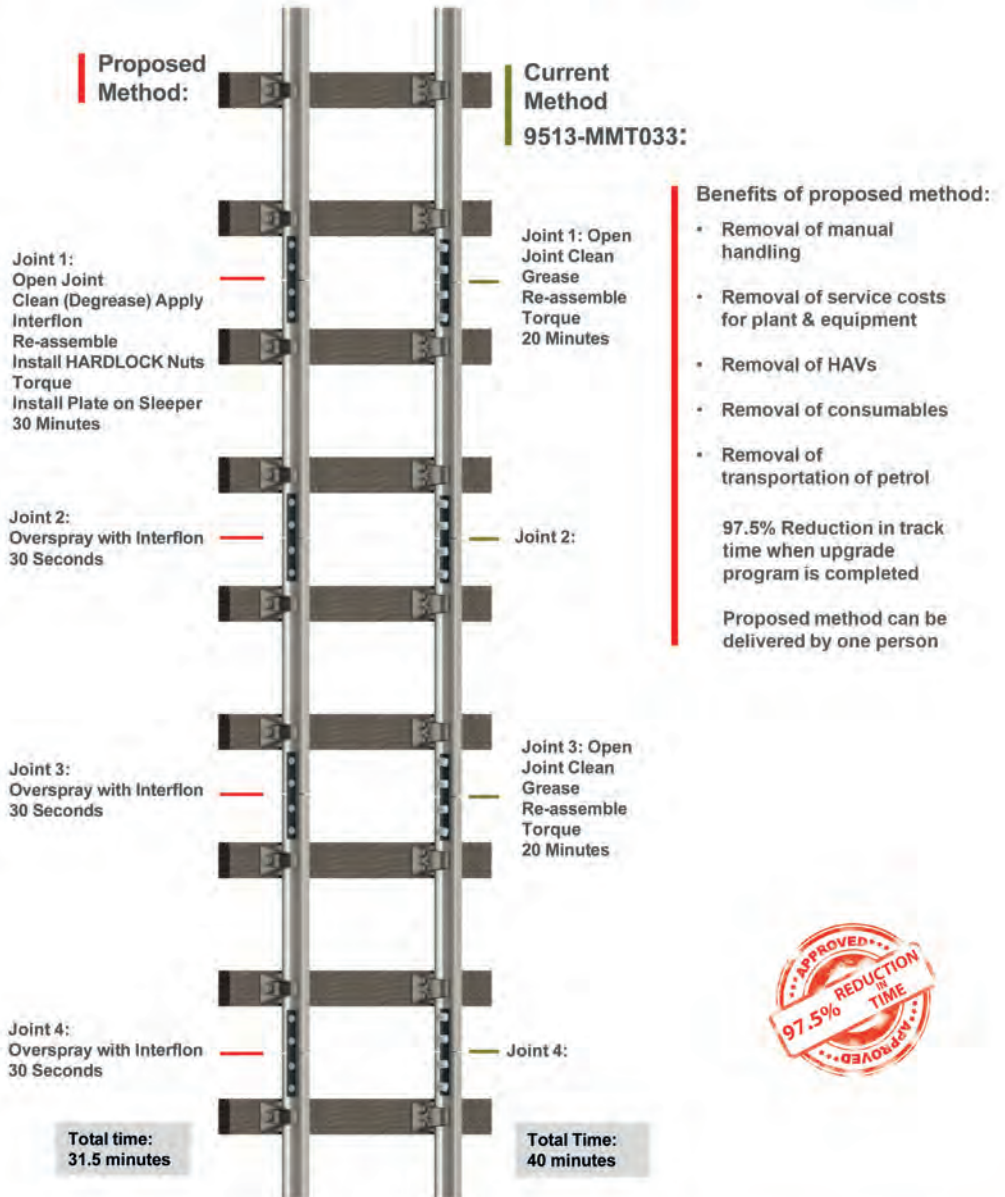 Proposed
Method:
Current
Method
9513-MMT033:
Benefits of proposed method:
• Removal of manual
handling
• Removal of service costs
for plant & equipment
• Removal of HAVs
• Removal of consumables
• Removal of
transportation of petrol
97.5% Reduction in track
time when upgrade
program is completed
Proposed method can be
delivered by one person
Joint 1:
Open Joint
Clean (Degrease) Apply
Interflon
Re-assemble
Install HARDLOCK Nuts
Torque
Install Plate on Sleeper
30 Minutes
Joint 1: Open
Joint Clean
Grease
Re-assemble
Torque
20 Minutes
Joint 2:
Overspray with Interflon
30 Seconds
Joint 2:
Joint 3:
Overspray with Interflon
30 Seconds
Joint 3: Open
Joint Clean
Grease
Re-assemble
Torque
20 Minutes
Joint 4:
Overspray with Interflon
30 Seconds
Joint 4:
APPROVED
97.5% REDUCTION
IN
TIME
APPROVED
Total time:
31.5 minutes
Total Time:
40 minutes